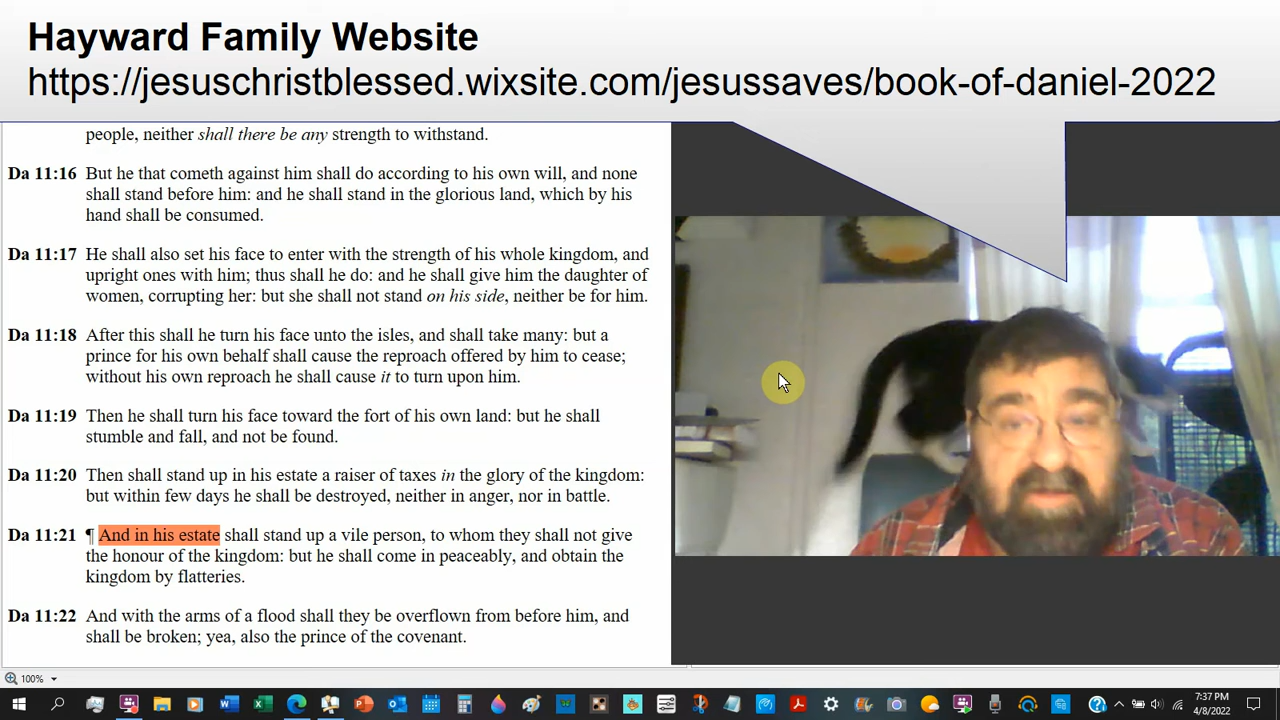 Hayward Family Website
https://jesuschristblessed.wixsite.com/jesussaves/book-of-daniel-2022
people, neither shall there be any strength to withstand.
Da 11:16 But he that cometh against him shall do according to his own will, and none
shall stand before him: and he shall stand in the glorious land, which by his
hand shall be consumed.
Da 11:17 He shall also set his face to enter with the strength of his whole kingdom, and
upright ones with him; thus shall he do: and he shall give him the daughter of
women, corrupting her: but she shall not stand on his side, neither be for him.
Da 11:18 After this shall he turn his face unto the isles, and shall take many: but a
prince for his own behalf shall cause the reproach offered by him to cease;
without his own reproach he shall cause it to turn upon him.
Da 11:19 Then he shall turn his face toward the fort of his own land: but he shall
stumble and fall, and not be found.
Da 11:20 Then shall stand up in his estate a raiser of taxes in the glory of the kingdom:
but within few days he shall be destroyed, neither in anger, nor in battle.
Da 11:21 ¶ And in his estate shall stand up a vile person, to whom they shall not give
the honour of the kingdom: but he shall come in peaceably, and obtain the
kingdom by flatteries.
Da 11:22 And with the arms of a flood shall they be overflown from before him, and
shall be broken; yea, also the prince of the covenant.
100%
7:37 PM
4/8/2022